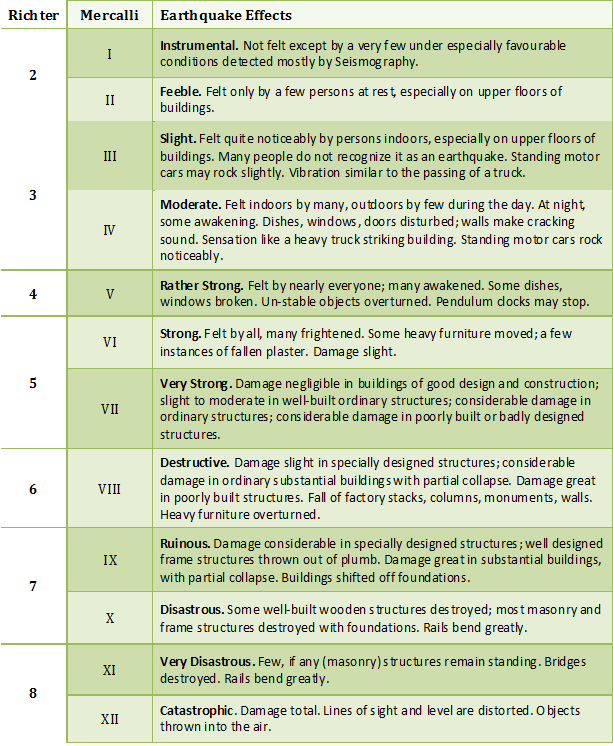 Richter Mercalli Earthquake Effects
2
I
Instrumental. Not felt except by a very few under especially favourable
conditions detected mostly by Seismography.
II
Feeble. Felt only by a few persons at rest, especially on upper floors of
buildings.
3
III
Slight. Felt quite noticeably by persons indoors, especially on upper floors of
buildings. Many people do not recognize it as an earthquake. Standing motor
cars may rock slightly. Vibration similar to the passing of a truck.
IV
Moderate. Felt indoors by many, outdoors by few during the day. At night,
some awakening. Dishes, windows, doors disturbed; walls make cracking
sound. Sensation like a heavy truck striking building. Standing motor cars rock
noticeably.
4
V
Rather Strong. Felt by nearly everyone; many awakened. Some dishes,
windows broken. Un-stable objects overturned. Pendulum clocks may stop.
5
VI
Strong. Felt by all, many frightened. Some heavy furniture moved; a few
instances of fallen plaster. Damage slight.
VII
Very Strong. Damage negligible in buildings of good design and construction;
slight to moderate in well-built ordinary structures; considerable damage in
ordinary structures; considerable damage in poorly built or badly designed
structures.
6
VIII
Destructive. Damage slight in specially designed structures; considerable
damage in ordinary substantial buildings with partial collapse. Damage great
in poorly built structures. Fall of factory stacks, columns, monuments, walls.
Heavy furniture overturned.
7
IX
Ruinous. Damage considerable in specially designed structures; well designed
frame structures thrown out of plumb. Damage great in substantial buildings,
with partial collapse. Buildings shifted off foundations.
X
Disastrous. Some well-built wooden structures destroyed; most masonry and
frame structures destroyed with foundations. Rails bend greatly.
8
XI
Very Disastrous. Few, if any (masonry) structures remain standing. Bridges
destroyed. Rails bend greatly.
XII
Catastrophic. Damage total. Lines of sight and level are distorted. Objects
thrown into the air.